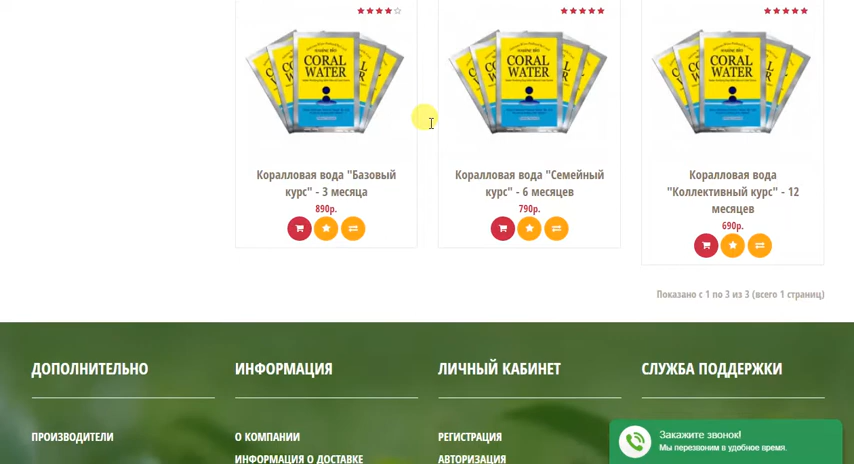 CORAL
WATER
CORAL
WATER
CORAL
WATER
Коралловая вода "Базовый
курс" - 3 месяца
890р.
Коралловая вода "Семейный
курс" - 6 месяцев
790р.
Коралловая вода
"Коллективный курс" - 12
месяцев
690р.
Показано с 1 по 3 из 3 (всего 1 страниц)
ДОПОЛНИТЕЛЬНО
ИНФОРМАЦИЯ
ЛИЧНЫЙ КАБИНЕТ
СЛУЖБА ПОДДЕРЖКИ
ПРОИЗВОДИТЕЛИ
О КОМПАНИИ
РЕГИСТРАЦИЯ
ИНФОРМАЦИЯ О ДОСТАВКЕ
АВТОРИЗАЦИЯ
Закажите звонок!
Мы перезвоним в удобное время.